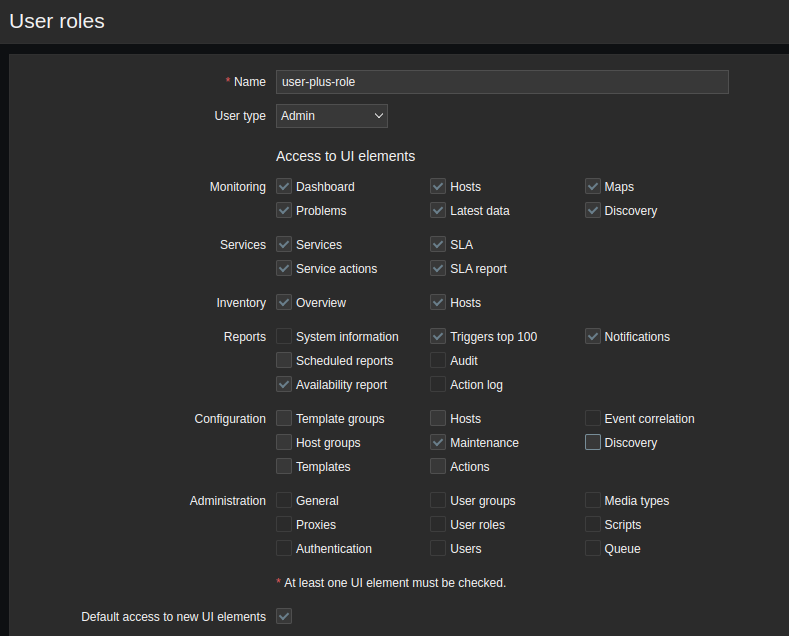 User roles
* Name user-plus-role
User type Admin
Access to UI elements
Monitoring Dashboard Hosts Maps
Problems Latest data Discovery
Services Services SLA
Service actions SLA report
Inventory Overview Hosts
Reports System information Triggers top 100 Notifications
Scheduled reports Audit
Availability report Action log
Configuration Template groups Hosts Event correlation
Host groups Maintenance Discovery
Templates Actions
Administration General User groups Media types
Proxies User roles Scripts
Authentication Users Queue
* At least one UI element must be checked.
Default access to new UI elements